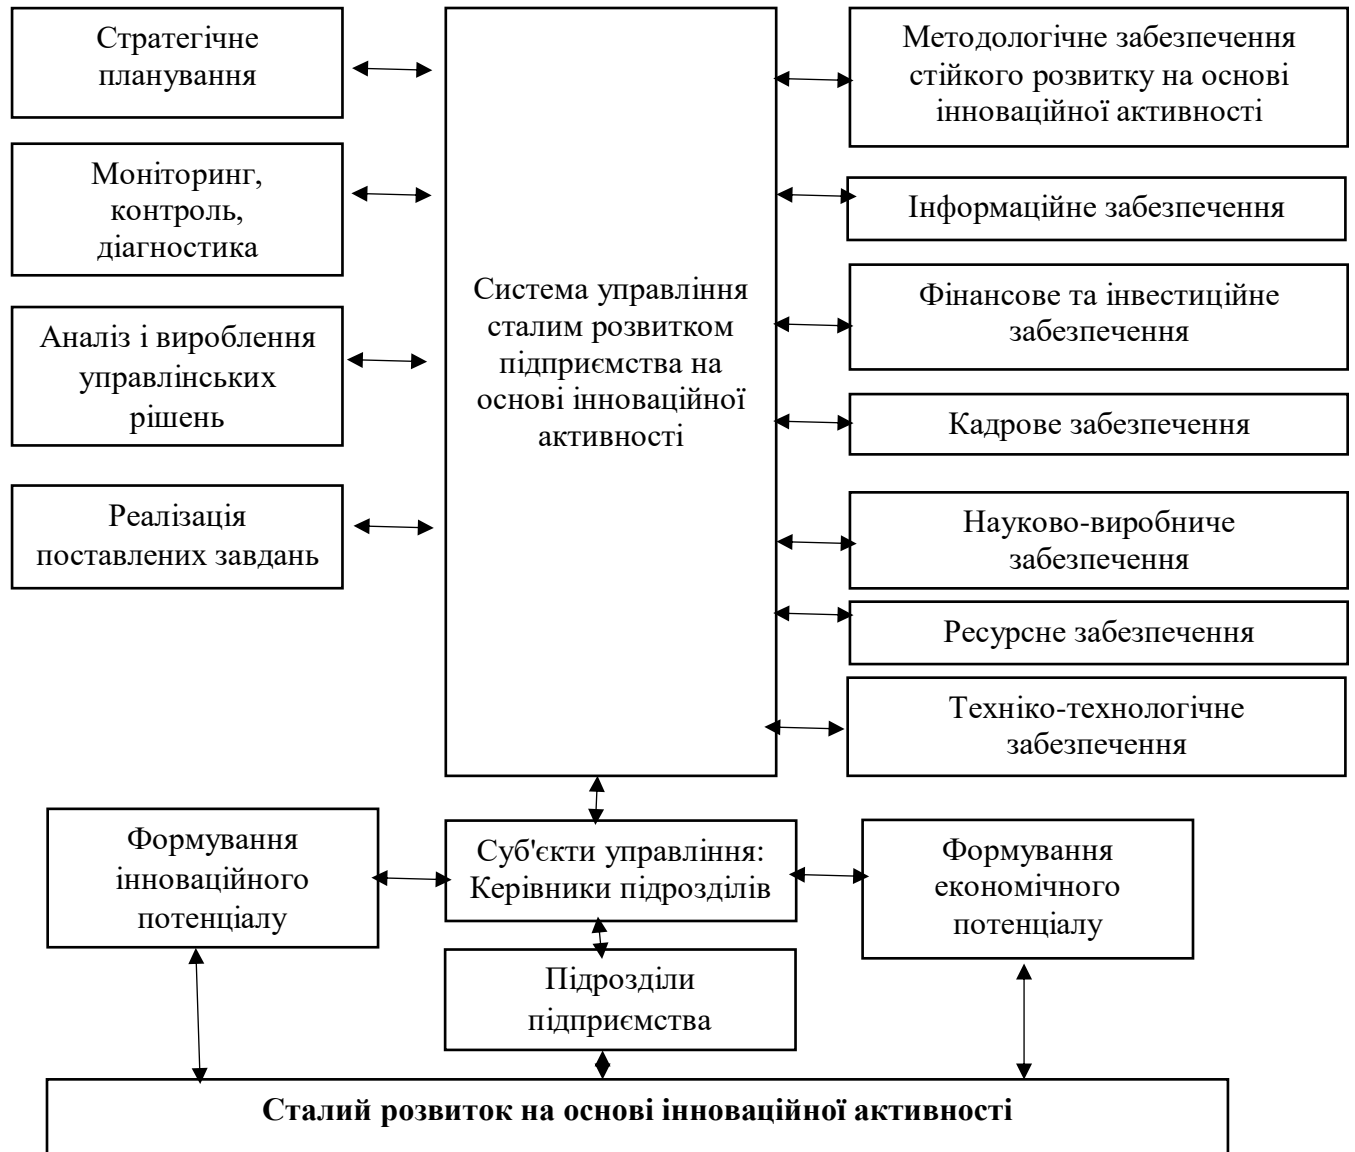 Стратегічне
планування
Моніторинг,
контроль,
діагностика
Аналіз і вироблення
управлінських
рішень
Реалізація
поставлених завдань
Система управління
сталим розвитком
підприємства на
основі інноваційної
активності
Методологічне забезпечення
стійкого розвитку на основі
інноваційної активності
Інформаційне забезпечення
Фінансове та інвестиційне
забезпечення
Кадрове забезпечення
Науково-виробниче
забезпечення
Ресурсне забезпечення
Техніко-технологічне
забезпечення
Формування
інноваційного
потенціалу
Суб'єкти управління:
Керівники підрозділів
Формування
економічного
потенціалу
Підрозділи
підприємства
Сталий розвиток на основі інноваційної активності